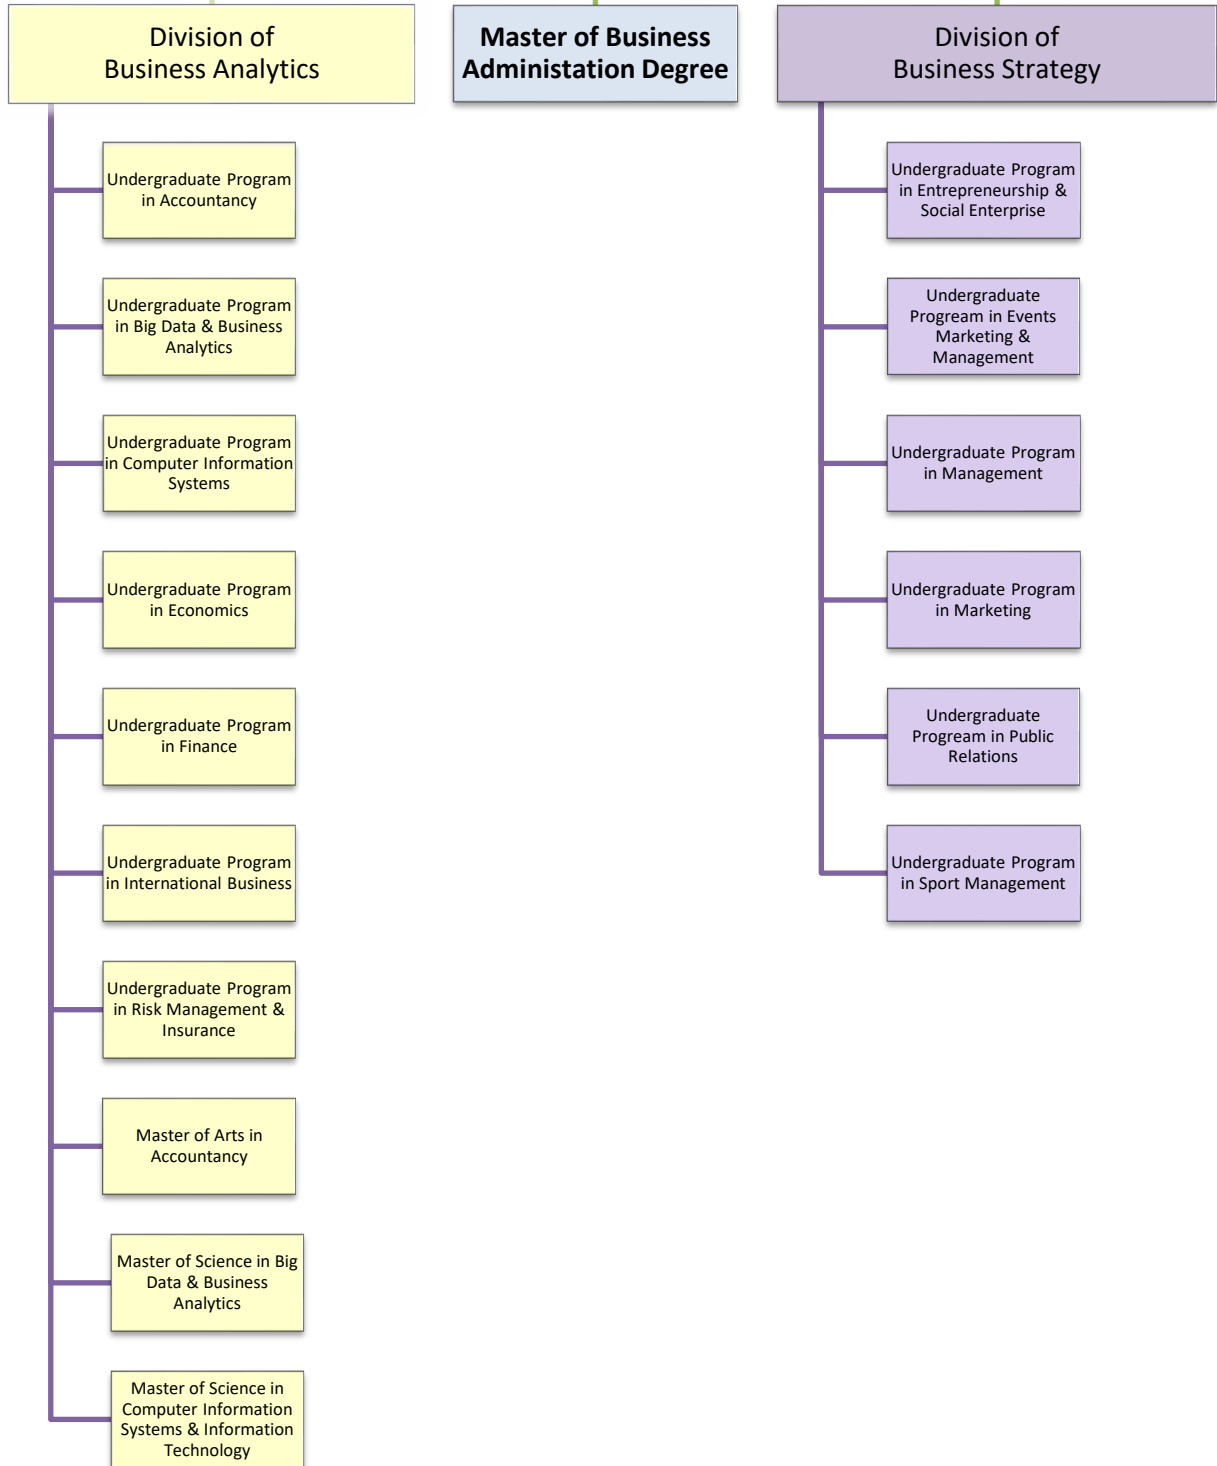 Division of
Business Analytics
Undergraduate Program
in Accountancy
Undergraduate Program
in Big Data & Business
Analytics
Undergraduate Program
in Computer Information
Systems
Undergraduate Program
in Economics
Undergraduate Program
in Finance
Undergraduate Program
in International Business
Undergraduate Program
in Risk Management &
Insurance
Master of Arts in
Accountancy
Master of Science in Big
Data & Business
Analytics
Master of Science in
Computer Information
Systems & Information
Technology
Master of Business
Administation Degree
Division of
Business Strategy
Undergraduate Program
in Entrepreneurship &
Social Enterprise
Undergraduate
Progream in Events
Marketing &
Management
Undergraduate Program
in Management
Undergraduate Program
in Marketing
Undergraduate
Progream in Public
Relations
Undergraduate Program
in Sport Management